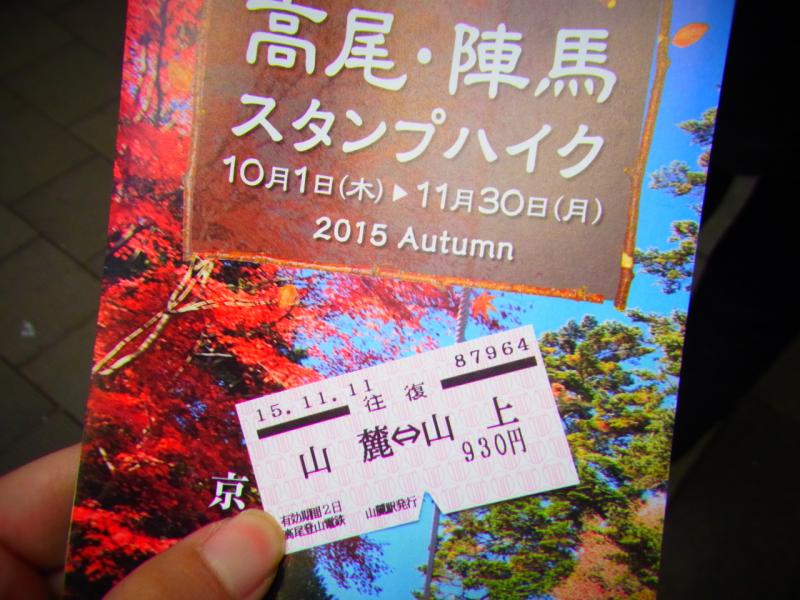 高尾・陣馬
スタンプハイク
10月1日(木)▶11月30日(月)
2015 Autumn
87964
15.11.11
往復
山麓⇔山上
930円
有効期間2日
高尾登山電鉄 山麓駅発行
京